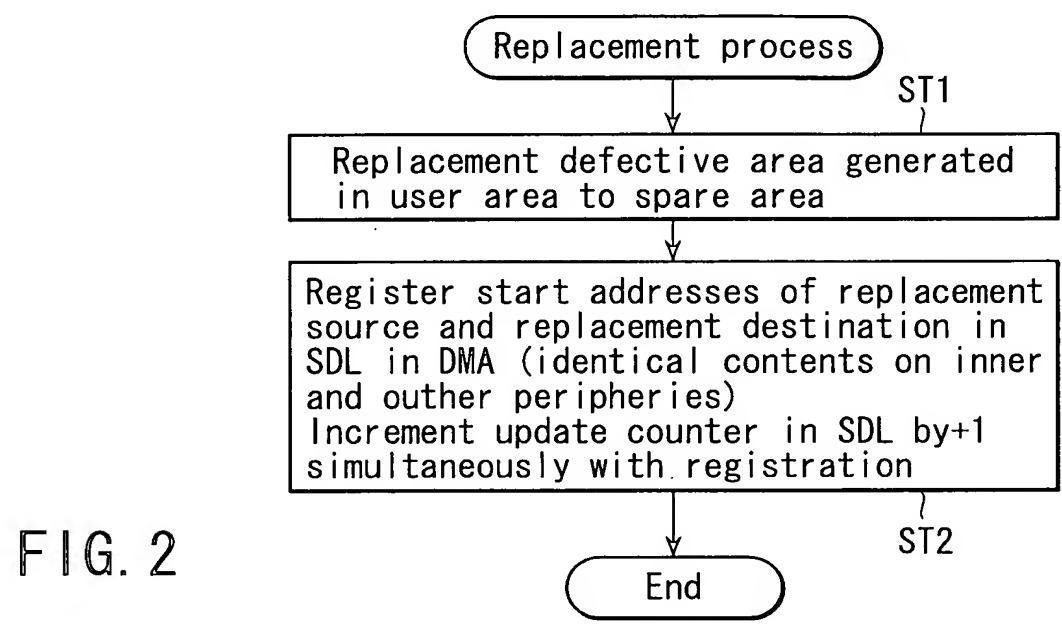 Replacement process
ST1
Replacement defective area generated
in user area to spare area
Register start addresses of replacement
source and replacement destination in
SDL in DMA (identical contents on inner
and outher peripheries)
Increment update counter in SDL by+1
simultaneously with registration
ST2
End
FIG. 2